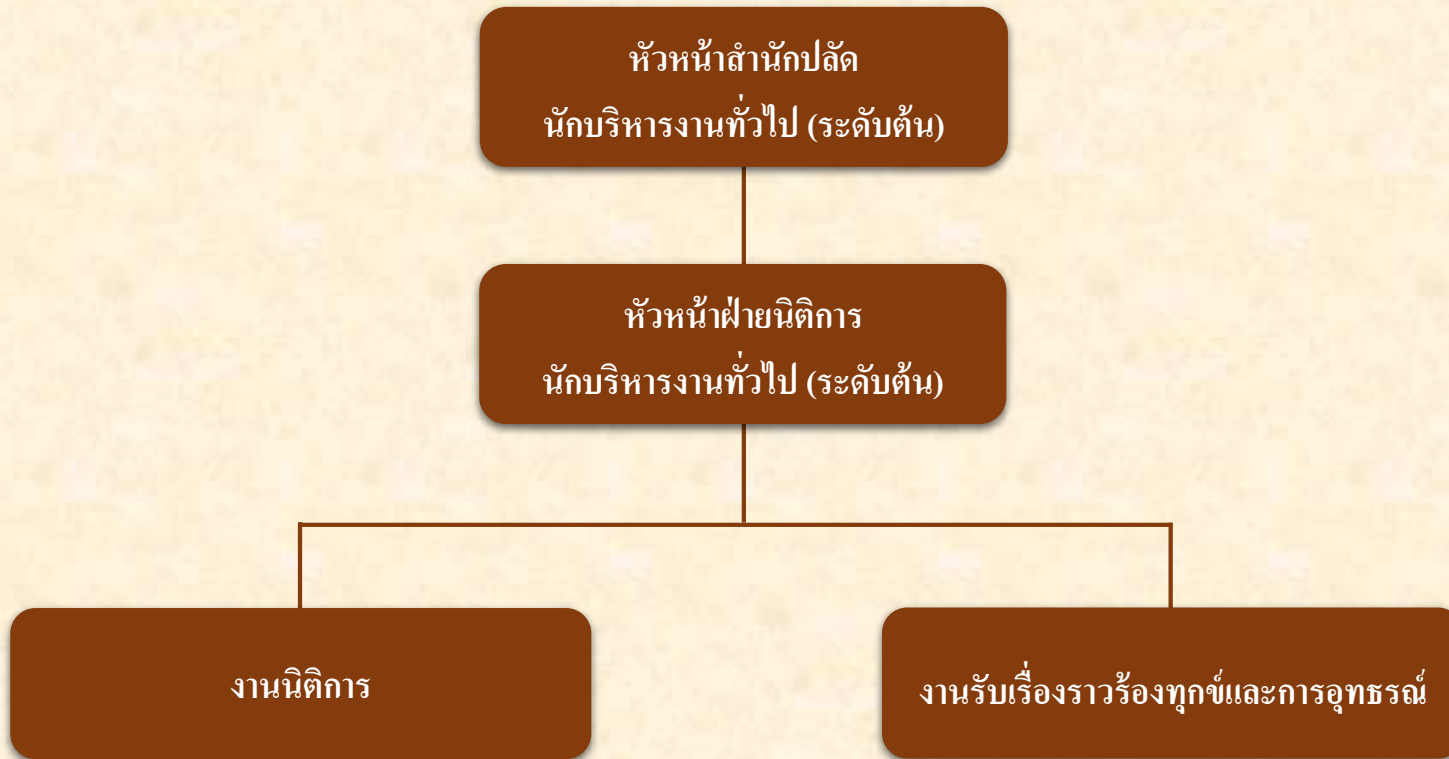 หัวหน้าสำนักปลัด
นักบริหารงานทั่วไป (ระดับต้น)
หัวหน้าฝ่ายนิติการ
นักบริหารงานทั่วไป (ระดับต้น)
งานนิติการ
งานรับเรื่องราวร้องทุกข์และการอุทธรณ์